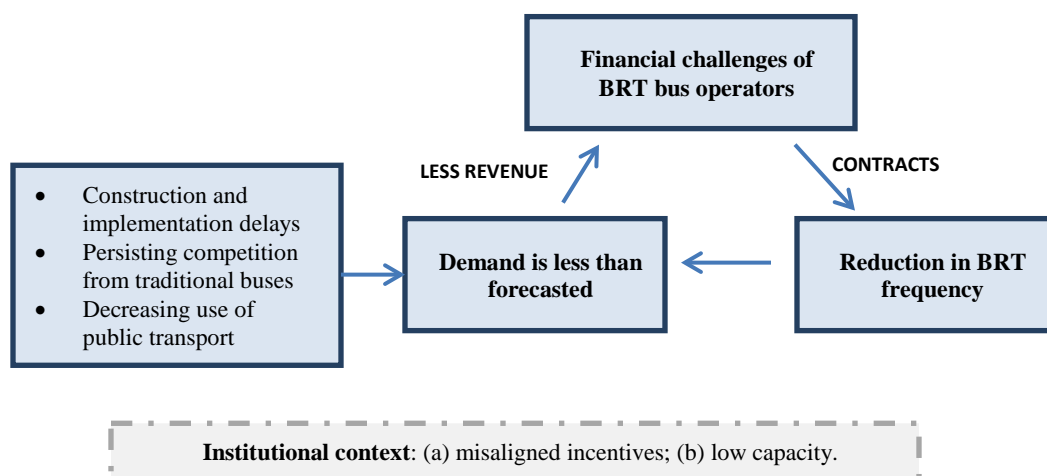 Financial challenges of
BRT bus operators
LESS REVENUE
CONTRACTS
• Construction and
implementation delays
• Persisting competition
from traditional buses
• Decreasing use of
public transport
Demand is less than
forecasted
Reduction in BRT
frequency
Institutional context: (a) misaligned incentives; (b) low capacity.